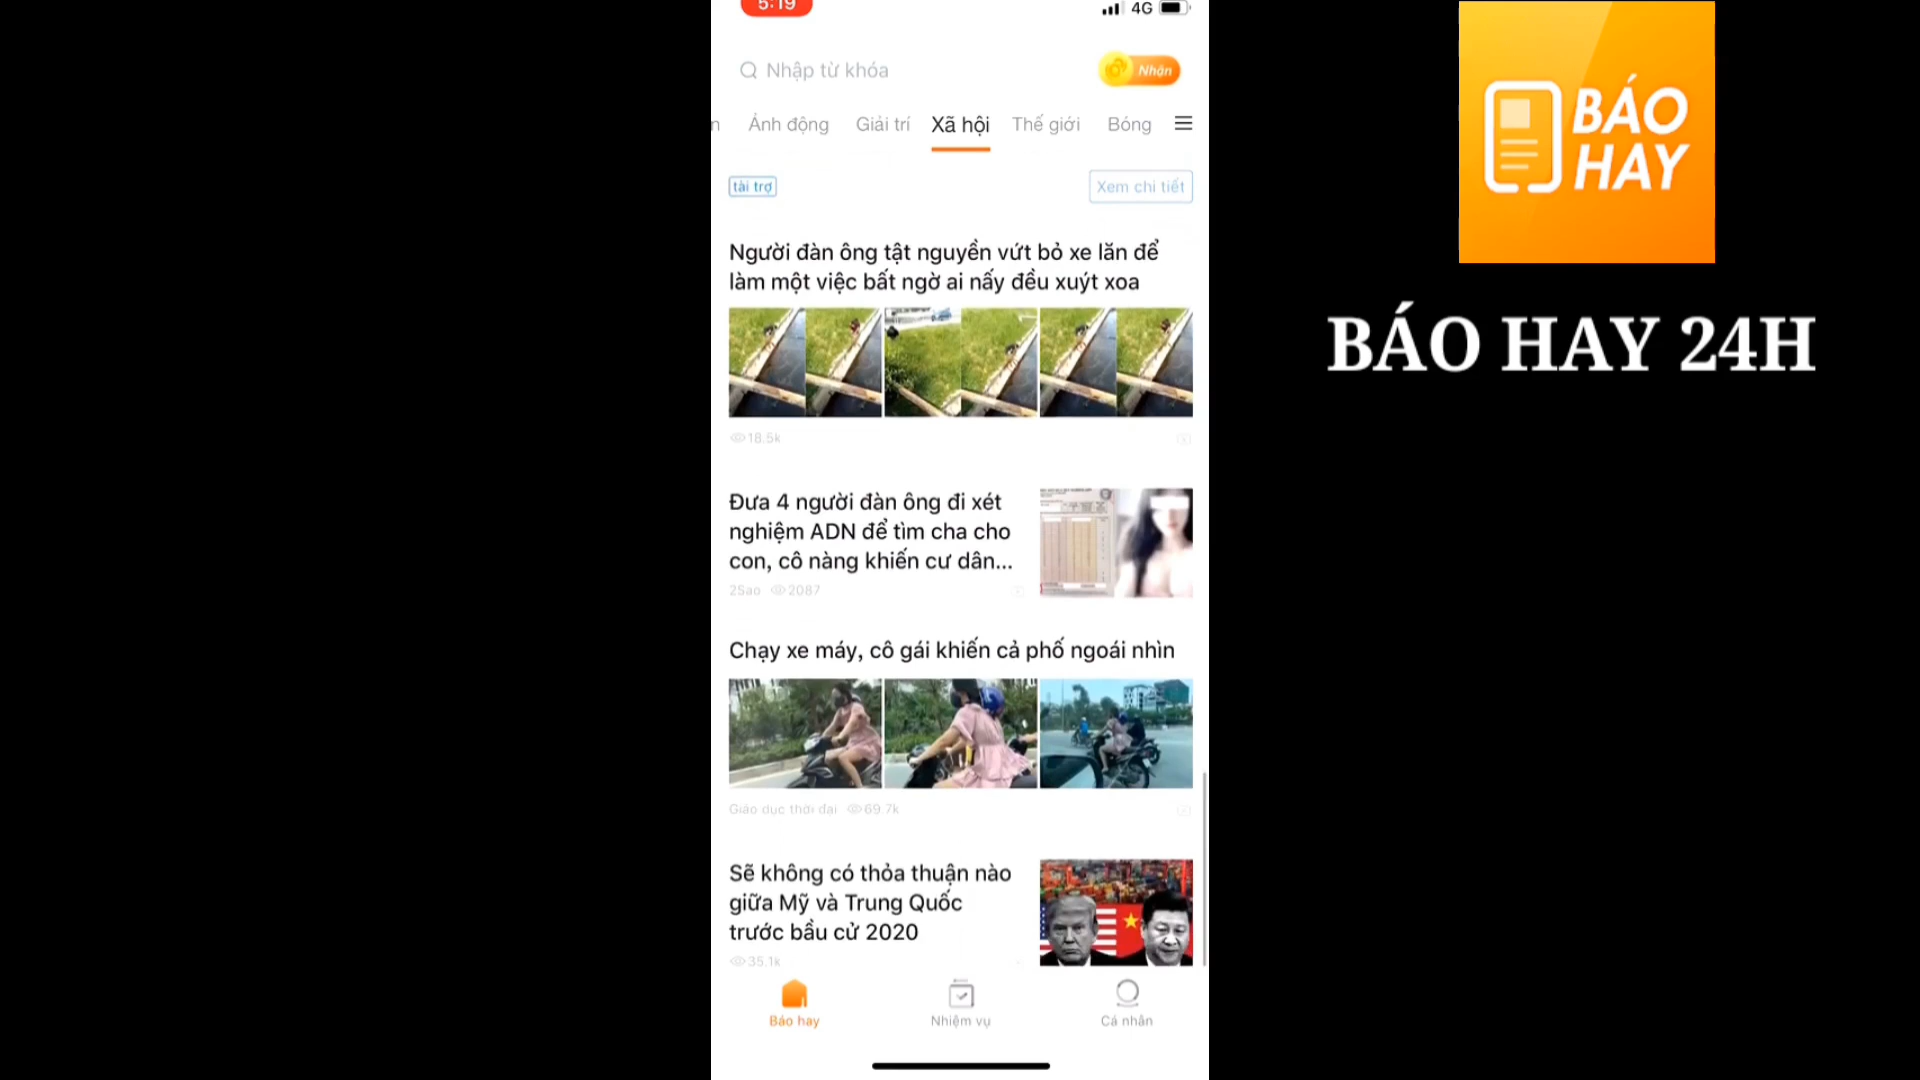 5:19
4G
Nhập từ khóa
Nhận
n Ảnh động Giải trí Xã hội Thế giới Bóng
tài trợ
Xem chi tiết
Người đàn ông tật nguyền vứt bỏ xe lăn để
làm một việc bất ngờ ai nấy đều xuýt xoa
18.5k
Đưa 4 người đàn ông đi xét
nghiệm ADN để tìm cha cho
con, cô nàng khiến cư dân...
2Sao 2087
Chạy xe máy, cô gái khiến cả phố ngoái nhìn
Giáo dục thời đại 69.7k
Sẽ không có thỏa thuận nào
giữa Mỹ và Trung Quốc
trước bầu cử 2020
35.1k
Báo hay
Nhiệm vụ
Cá nhân
BÁO
HAY
BÁO HAY 24H